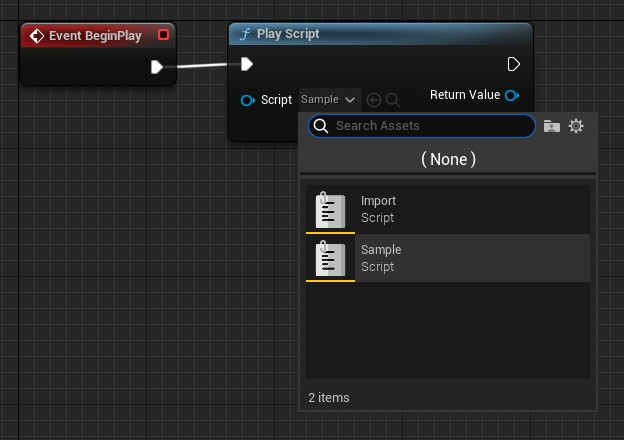 Event BeginPlay
Play Script
Script
Sample
Return Value
Search Assets
( None )
Import
Script
Sample
Script
2 items